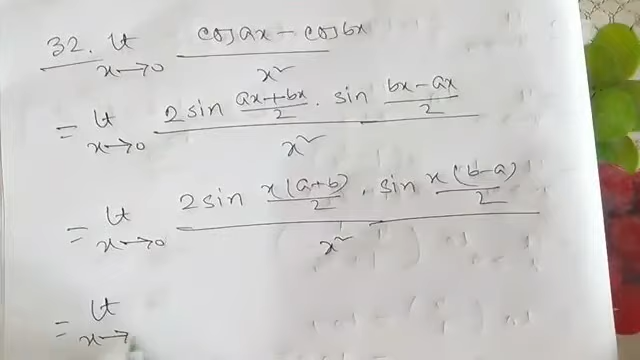 32. Lt x→0 (cos ax − cos bx) / x²
= Lt x→0 (2 sin (ax+bx)/2 . sin (bx−ax)/2) / x²
= Lt x→0 (2 sin x(a+b)/2 . sin x(b−a)/2) / x²
= Lt x→